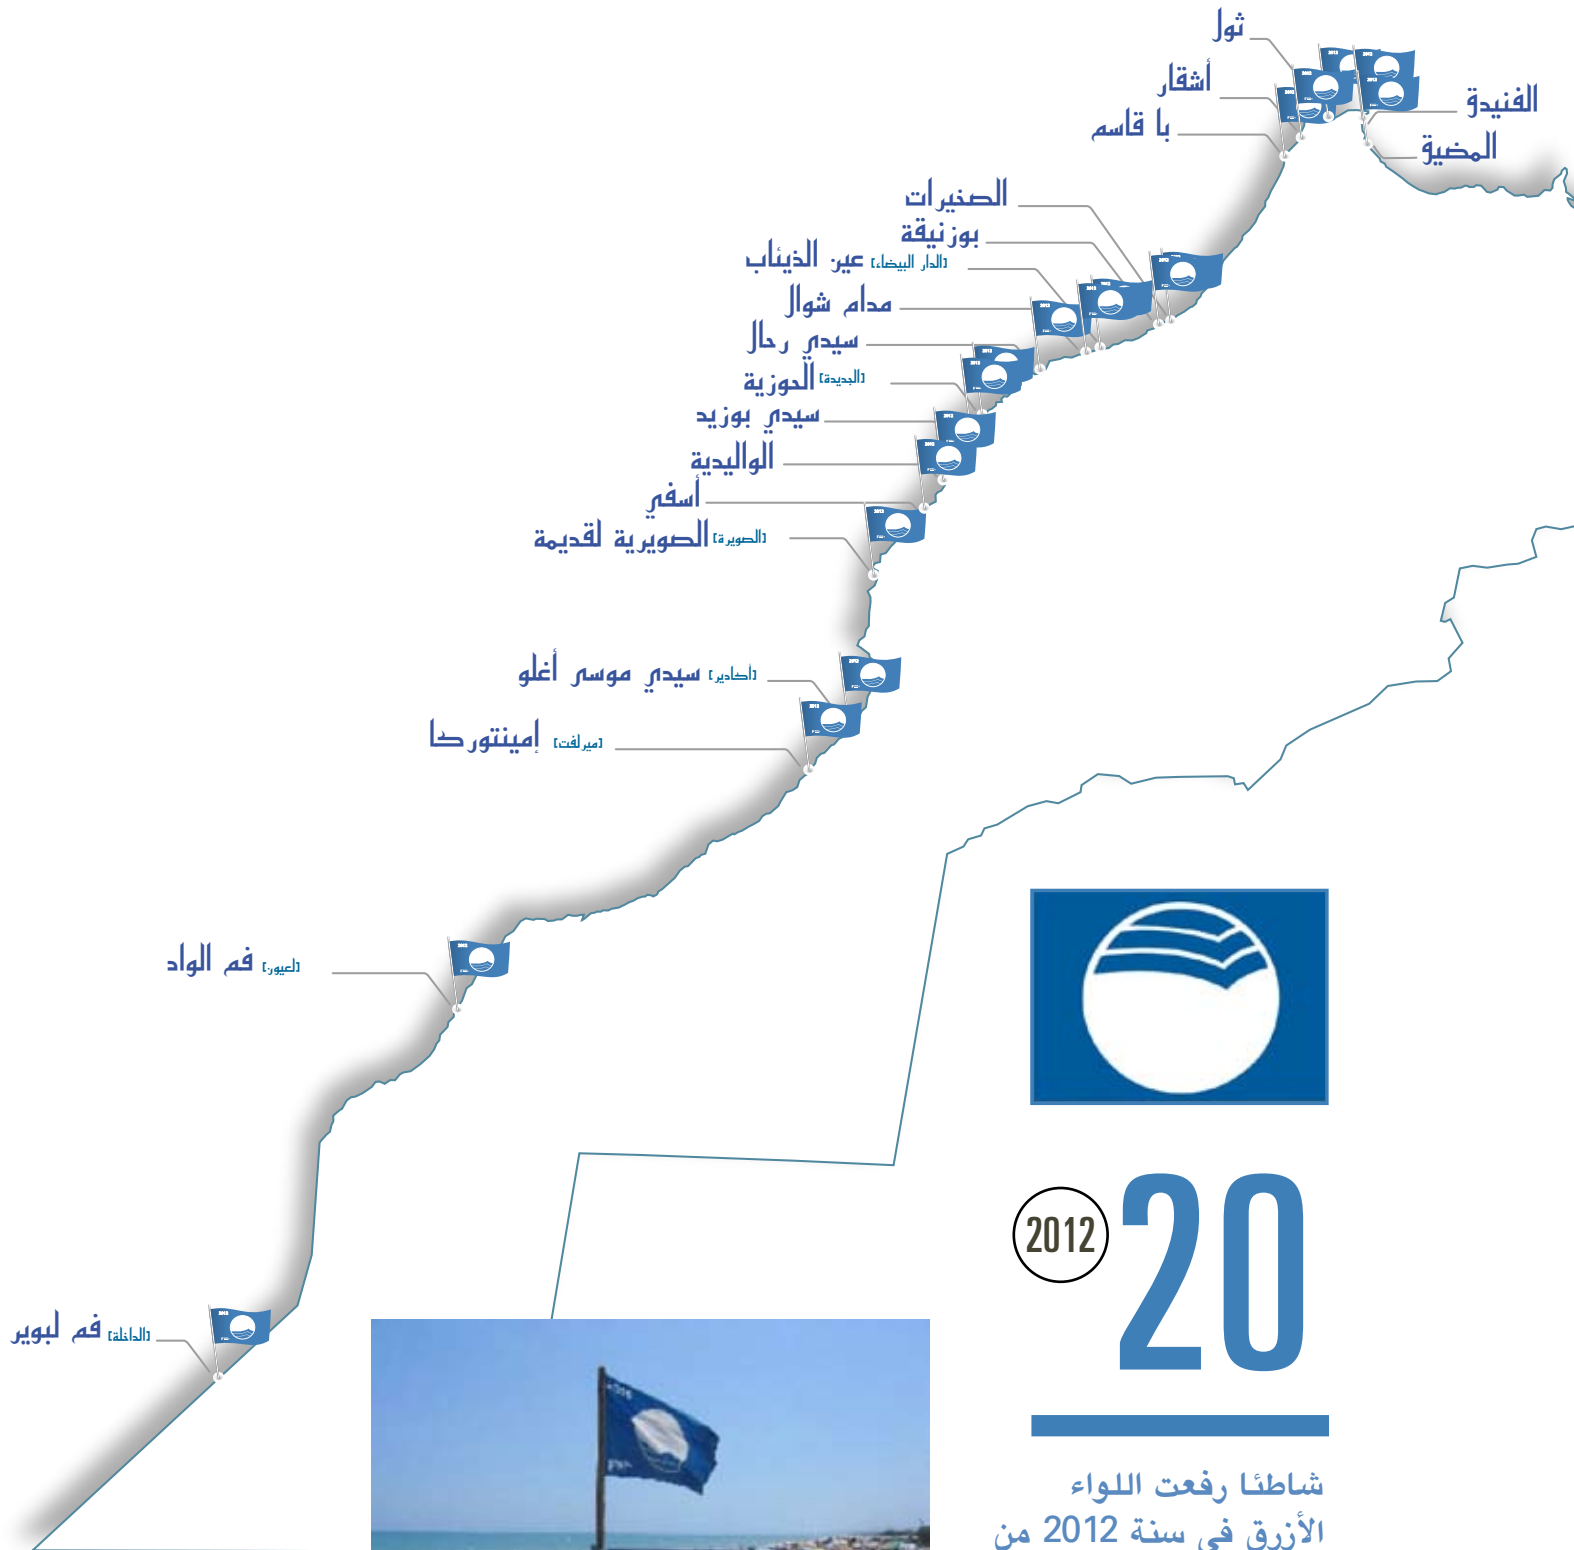 ثول
أشقار
با قاسم
الفنيدق
المضيق
الصخيرات
بوزنيقة
عين الذيئاب [الدار البيضاء]
مدام شوال
سيدي رحال
الحوزية [الجديدة]
سيدي بوزيد
الواليدية
أسفي
الصويرية لقديمة [الصويرة]
سيدي موسى أغلو [أكادير]
إمينتوركا [ميرلفت]
فم الواد [لعيون]
فم لبوير [الداخلة]
2012
20
شاطئا رفعت اللواء
الأزرق في سنة 2012 من